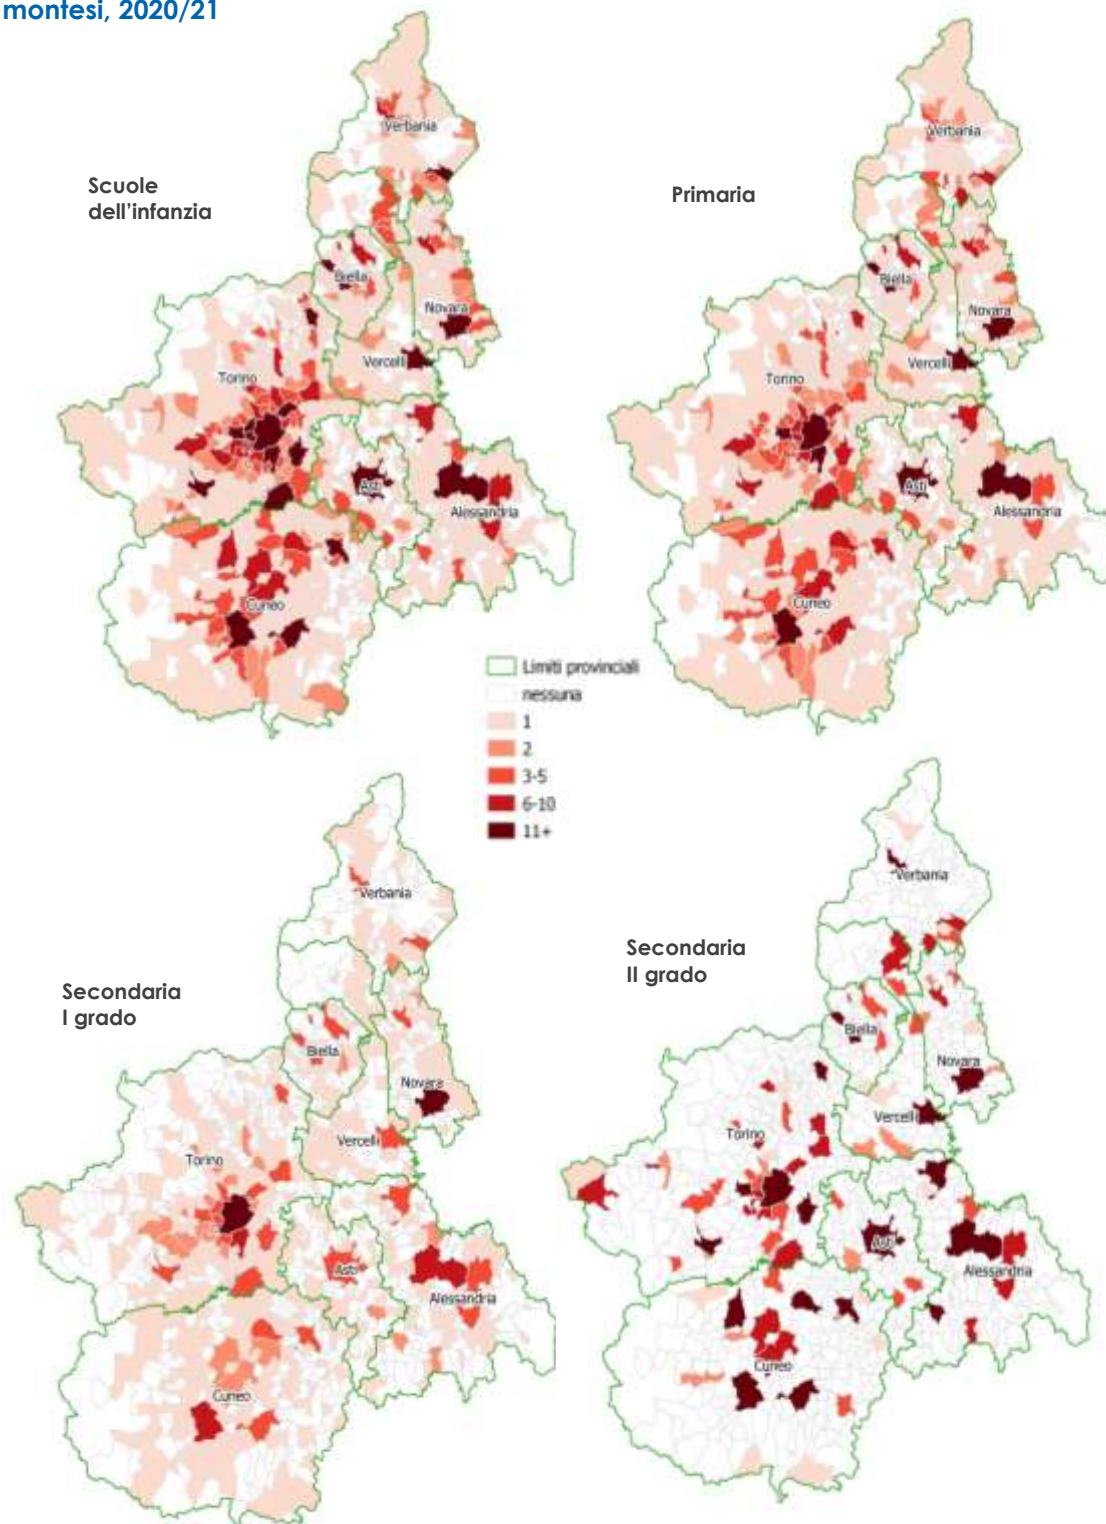 montesi, 2020/21
Scuole
dell'infanzia
Verbania
Biella
Novara
Vercelli
Torino
Asti
Alessandria
Cuneo
Primaria
Verbania
Biella
Novara
Vercelli
Torino
Asti
Alessandria
Cuneo
Limiti provinciali
nessuna
1
2
3-5
6-10
11+
Secondaria
I grado
Verbania
Biella
Novara
Vercelli
Torino
Asti
Alessandria
Cuneo
Secondaria
II grado
Verbania
Biella
Novara
Vercelli
Torino
Asti
Alessandria
Cuneo